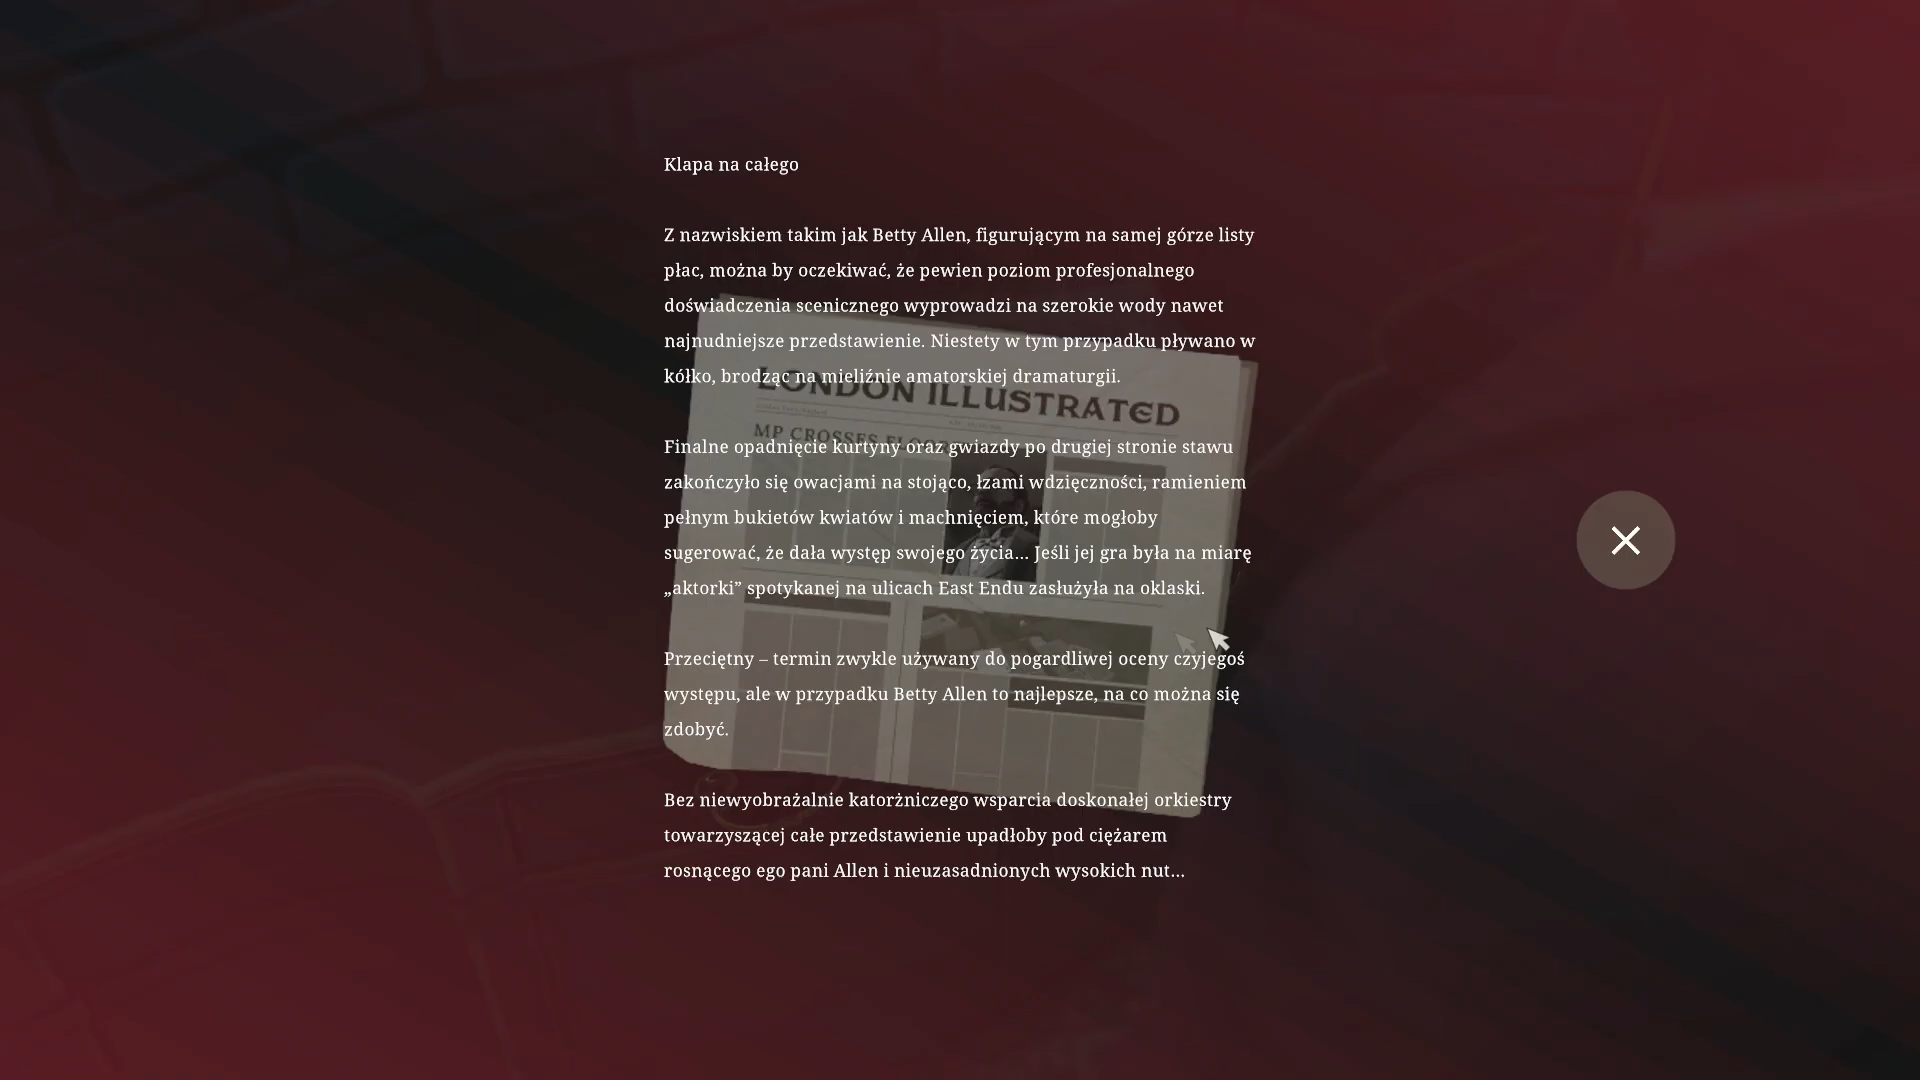 Klapa na całego
Z nazwiskiem takim jak Betty Allen, figurującym na samej górze listy
płac, można by oczekiwać, że pewien poziom profesjonalnego
doświadczenia scenicznego wyprowadzi na szerokie wody nawet
najnudniejsze przedstawienie. Niestety w tym przypadku pływano w
kółko, brodząc na mieliźnie amatorskiej dramaturgii.
LONDON ILLUSTRATED
MP CROSSES
Finalne opadnięcie kurtyny oraz gwiazdy po drugiej stronie stawu
zakończyło się owacjami na stojąco, łzami wdzięczności, ramieniem
pełnym bukietów kwiatów i machnięciem, które mogłoby
sugerować, że dała występ swojego życia... Jeśli jej gra była na miarę
„aktorki” spotykanej na ulicach East Endu zasłużyła na oklaski.
Przeciętny – termin zwykle używany do pogardliwej oceny czyjegoś
występu, ale w przypadku Betty Allen to najlepsze, na co można się
zdobyć.
Bez niewyobrażalnie katorżniczego wsparcia doskonałej orkiestry
towarzyszącej całe przedstawienie upadłoby pod ciężarem
rosnącego ego pani Allen i nieuzasadnionych wysokich nut...